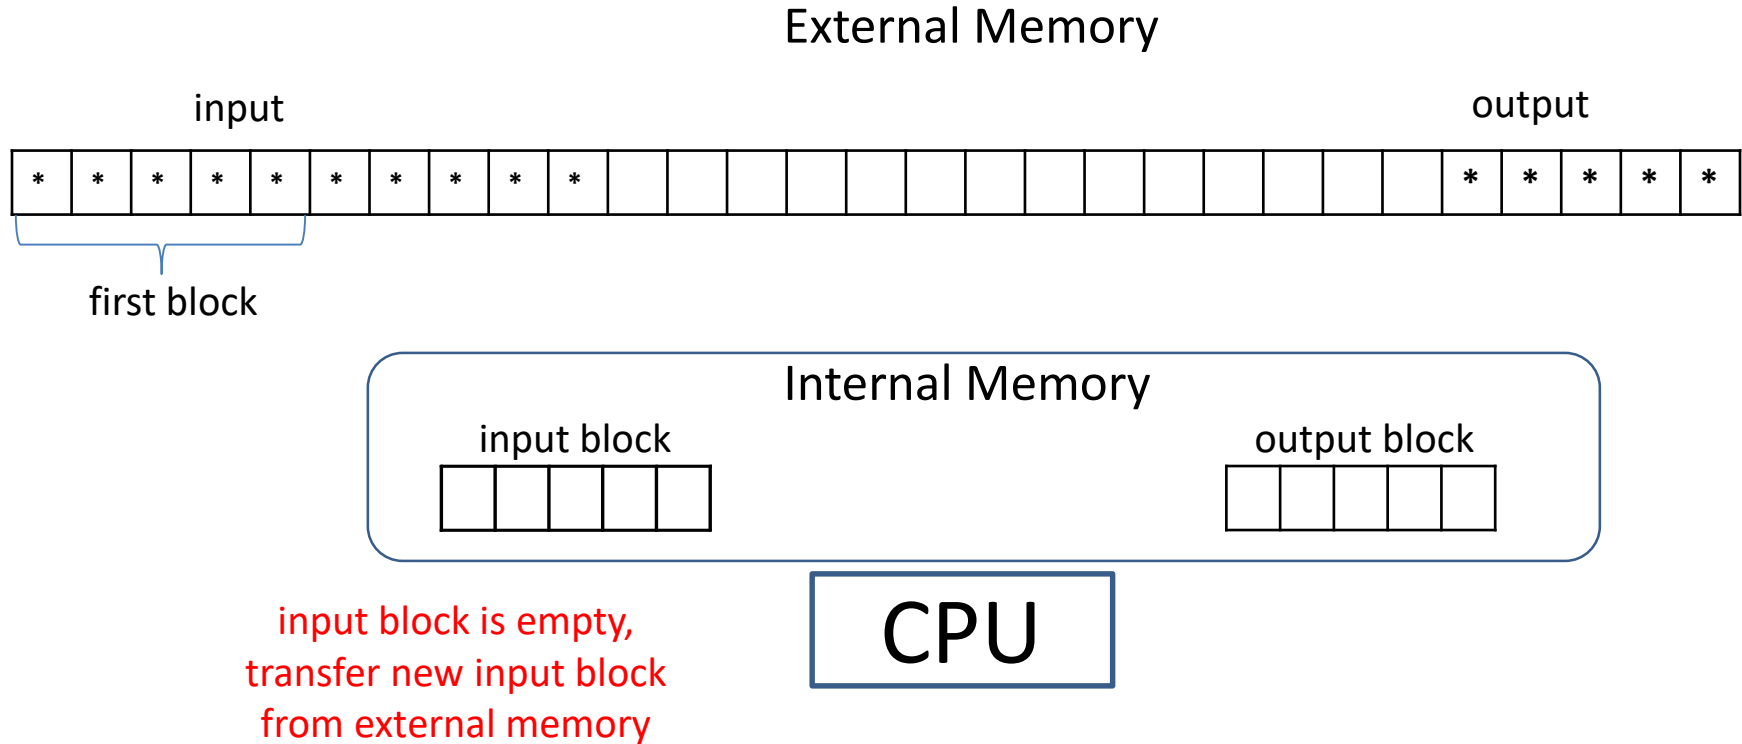 External Memory
input
output
* * * * * * * * * * * * * * *
first block
Internal Memory
input block
output block
CPU
input block is empty,
transfer new input block
from external memory